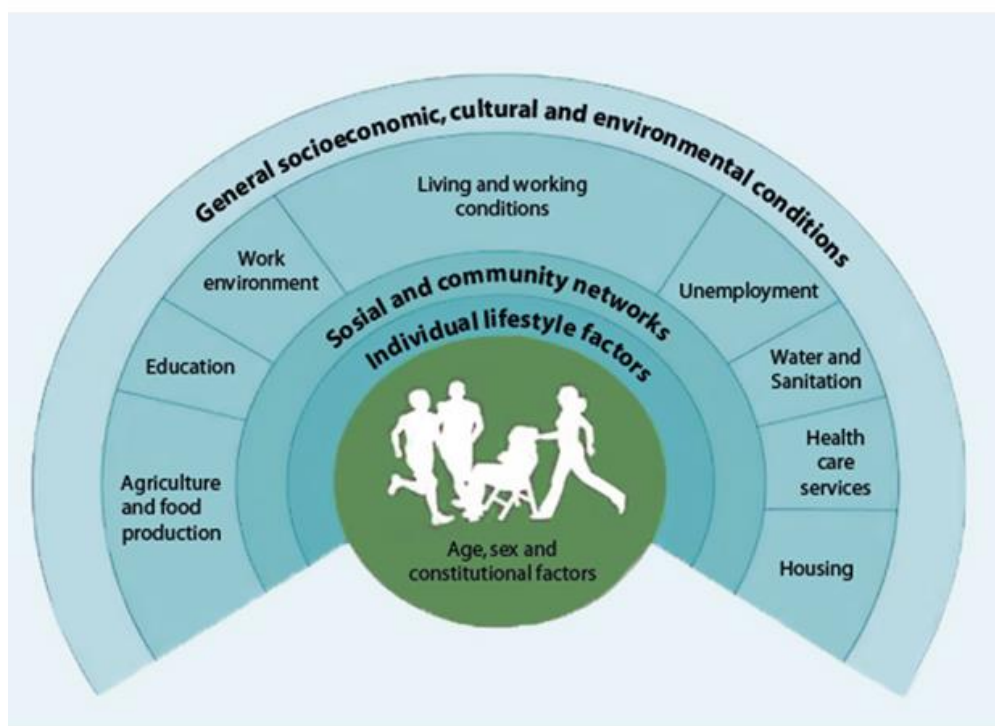 General socioeconomic, cultural and environmental conditions
Living and working
conditions
Work
environment
Unemployment
Sosial and community networks
Individual lifestyle factors
Education
Water and
Sanitation
Health
care
services
Agriculture
and food
production
Housing
Age, sex and
constitutional factors